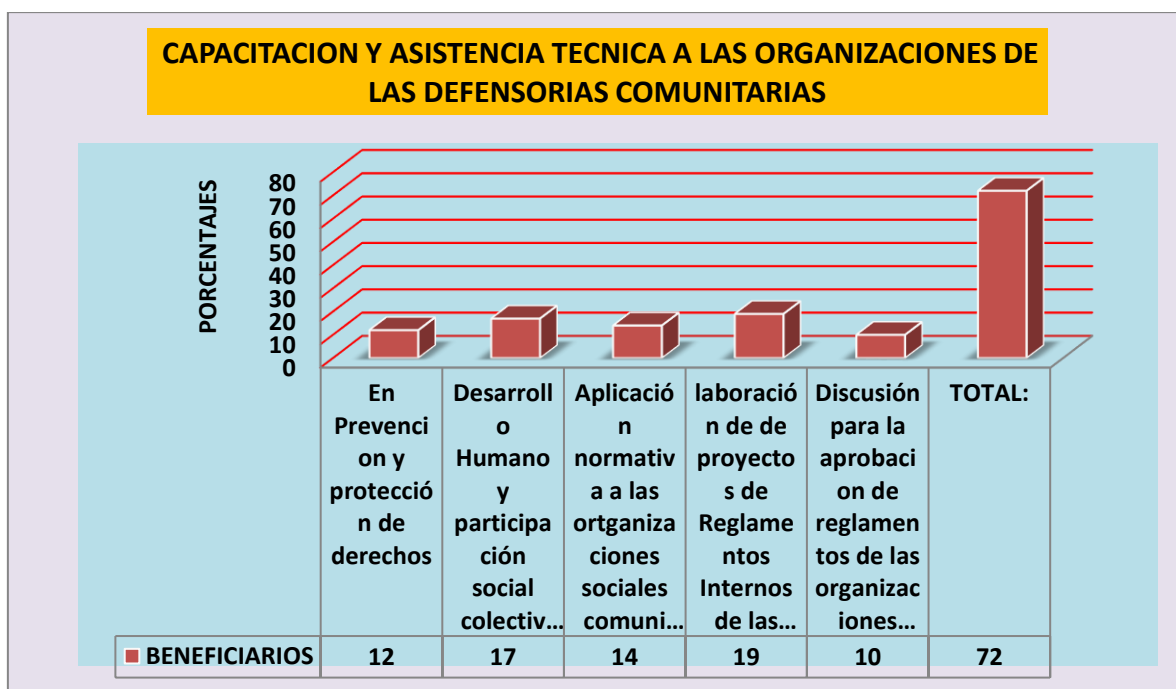 CAPACITACION Y ASISTENCIA TECNICA A LAS ORGANIZACIONES DE
LAS DEFENSORIAS COMUNITARIAS
PORCENTAJES
80
70
60
50
40
30
20
10
0
En
Prevenci
on y
protecció
n de
derechos
Desarroll
o
Humano
y
participa
ción
social
colectiv…
Aplicació
n
normativ
a a las
ortganiza
ciones
sociales
comuni…
laboració
n de de
proyecto
s de
Reglame
ntos
Internos
de las…
Discusión
para la
aprobaci
on de
reglamen
tos de las
organizac
iones…
TOTAL:
BENEFICIARIOS 12 17 14 19 10 72